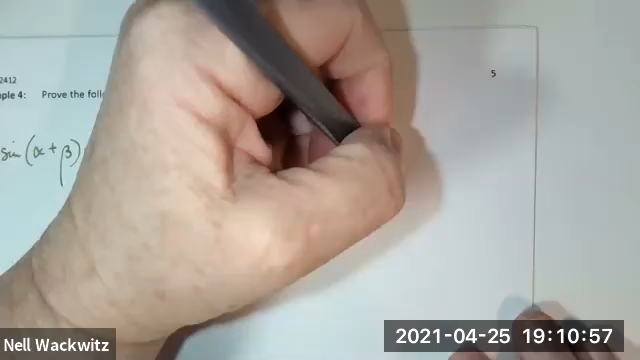 2412
5
ple 4: Prove the foll
sin(α + β)
Nell Wackwitz
2021-04-25 19:10:57